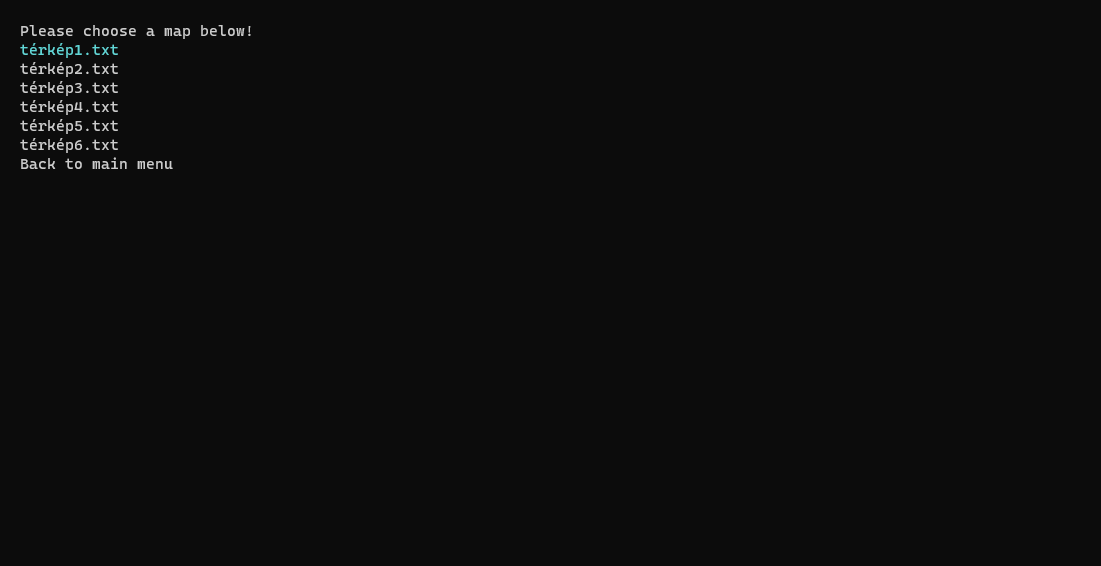 Please choose a map below!
térkép1.txt
térkép2.txt
térkép3.txt
térkép4.txt
térkép5.txt
térkép6.txt
Back to main menu